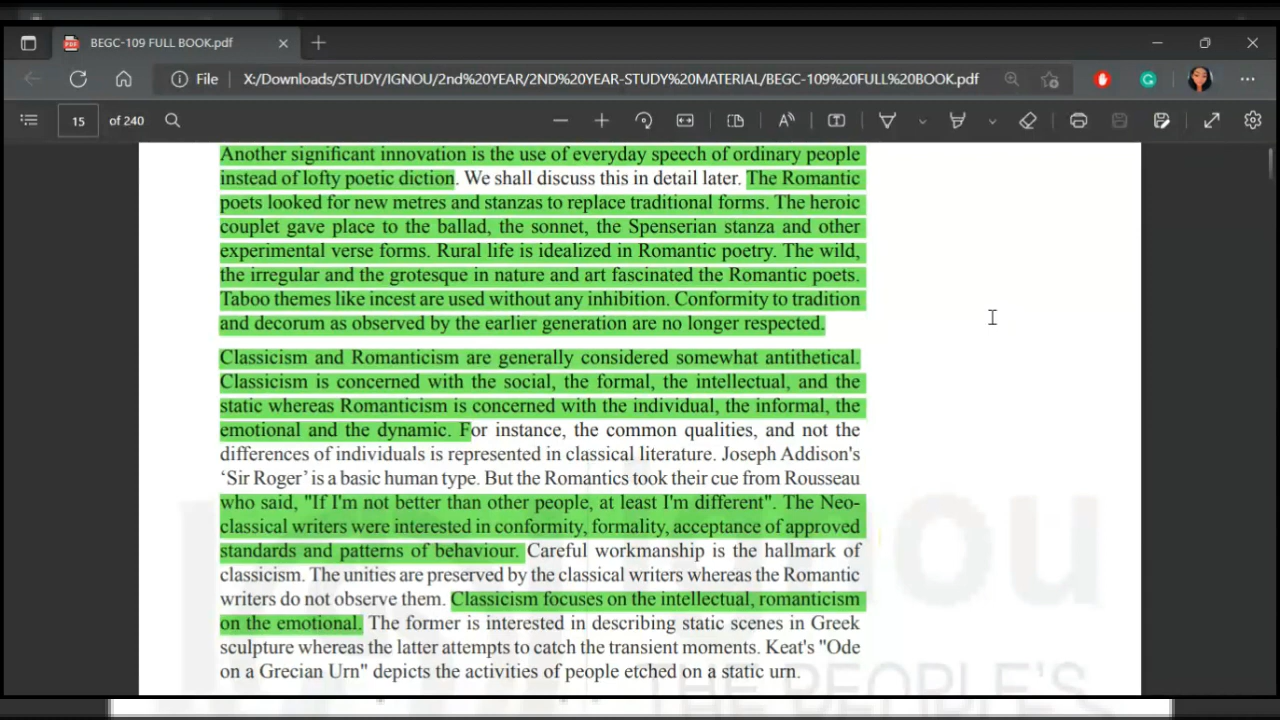 BEGC-109 FULL BOOK.pdf
File X:/Downloads/STUDY/IGNOU/2nd%20YEAR/2ND%20YEAR-STUDY%20MATERIAL/BEGC-109%20FULL%20BOOK.pdf
15 of 240
Another significant innovation is the use of everyday speech of ordinary people
instead of lofty poetic diction. We shall discuss this in detail later. The Romantic
poets looked for new metres and stanzas to replace traditional forms. The heroic
couplet gave place to the ballad, the sonnet, the Spenserian stanza and other
experimental verse forms. Rural life is idealized in Romantic poetry. The wild,
the irregular and the grotesque in nature and art fascinated the Romantic poets.
Taboo themes like incest are used without any inhibition. Conformity to tradition
and decorum as observed by the earlier generation are no longer respected.
Classicism and Romanticism are generally considered somewhat antithetical.
Classicism is concerned with the social, the formal, the intellectual, and the
static whereas Romanticism is concerned with the individual, the informal, the
emotional and the dynamic. For instance, the common qualities, and not the
differences of individuals is represented in classical literature. Joseph Addison's
‘Sir Roger’ is a basic human type. But the Romantics took their cue from Rousseau
who said, "If I'm not better than other people, at least I'm different". The Neo-
classical writers were interested in conformity, formality, acceptance of approved
standards and patterns of behaviour. Careful workmanship is the hallmark of
classicism. The unities are preserved by the classical writers whereas the Romantic
writers do not observe them. Classicism focuses on the intellectual, romanticism
on the emotional. The former is interested in describing static scenes in Greek
sculpture whereas the latter attempts to catch the transient moments. Keat's "Ode
on a Grecian Urn" depicts the activities of people etched on a static urn.
ignou
THE PEOPLE'S